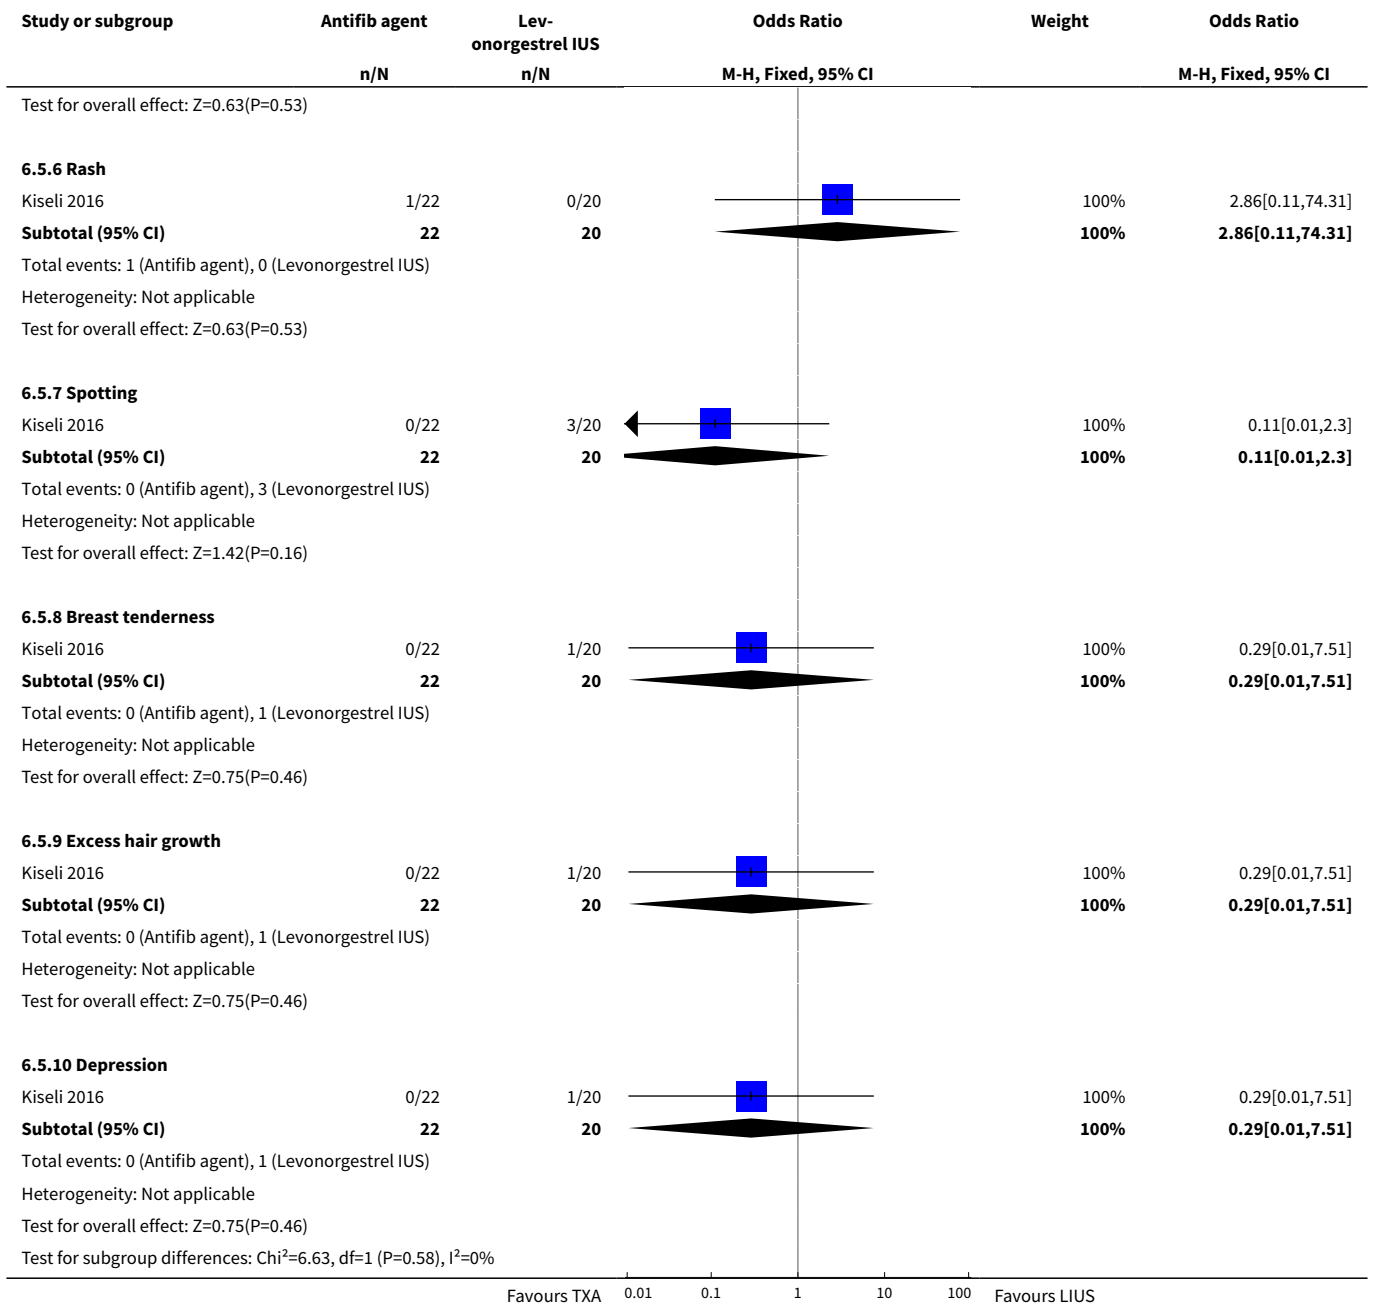 Study or subgroup Antifib agent Lev- Odds Ratio Weight Odds Ratio
onorgestrel IUS
n/N n/N M-H, Fixed, 95% CI M-H, Fixed, 95% CI
Test for overall effect: Z=0.63(P=0.53)
6.5.6 Rash
Kiseli 2016 1/22 0/20 100% 2.86[0.11,74.31]
Subtotal (95% CI) 22 20 100% 2.86[0.11,74.31]
Total events: 1 (Antifib agent), 0 (Levonorgestrel IUS)
Heterogeneity: Not applicable
Test for overall effect: Z=0.63(P=0.53)
6.5.7 Spotting
Kiseli 2016 0/22 3/20 100% 0.11[0.01,2.3]
Subtotal (95% CI) 22 20 100% 0.11[0.01,2.3]
Total events: 0 (Antifib agent), 3 (Levonorgestrel IUS)
Heterogeneity: Not applicable
Test for overall effect: Z=1.42(P=0.16)
6.5.8 Breast tenderness
Kiseli 2016 0/22 1/20 100% 0.29[0.01,7.51]
Subtotal (95% CI) 22 20 100% 0.29[0.01,7.51]
Total events: 0 (Antifib agent), 1 (Levonorgestrel IUS)
Heterogeneity: Not applicable
Test for overall effect: Z=0.75(P=0.46)
6.5.9 Excess hair growth
Kiseli 2016 0/22 1/20 100% 0.29[0.01,7.51]
Subtotal (95% CI) 22 20 100% 0.29[0.01,7.51]
Total events: 0 (Antifib agent), 1 (Levonorgestrel IUS)
Heterogeneity: Not applicable
Test for overall effect: Z=0.75(P=0.46)
6.5.10 Depression
Kiseli 2016 0/22 1/20 100% 0.29[0.01,7.51]
Subtotal (95% CI) 22 20 100% 0.29[0.01,7.51]
Total events: 0 (Antifib agent), 1 (Levonorgestrel IUS)
Heterogeneity: Not applicable
Test for overall effect: Z=0.75(P=0.46)
Test for subgroup differences: Chi²=6.63, df=1 (P=0.58), I²=0%
Favours TXA 0.01 0.1 1 10 100 Favours LIUS